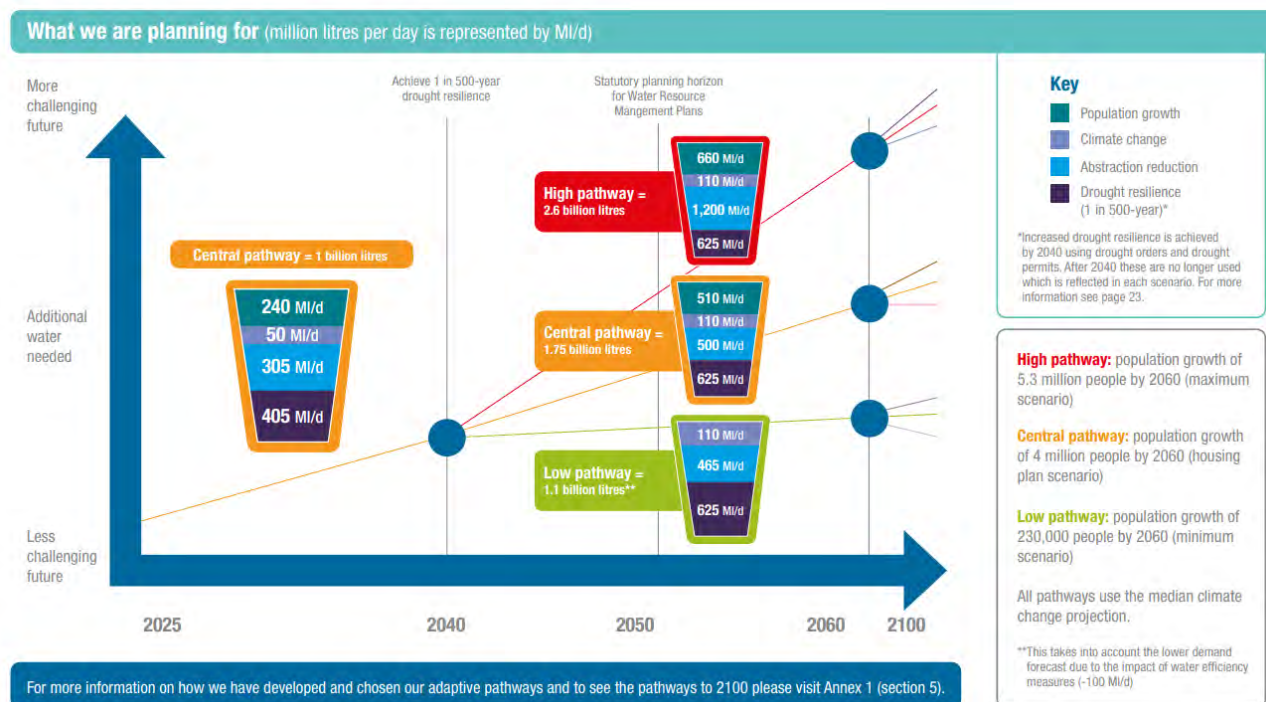 What we are planning for (million litres per day is represented by Ml/d)
More
challenging
future
Additional
water
needed
Less
challenging
future
Achieve 1 in 500-year
drought resilience
Statutory planning horizon
for Water Resource
Mangement Plans
Central pathway = 1 billion litres
240 Ml/d
50 Ml/d
305 Ml/d
405 Ml/d
High pathway =
2.6 billion litres
660 Ml/d
110 Ml/d
1,200 Ml/d
625 Ml/d
Central pathway =
1.75 billion litres
510 Ml/d
110 Ml/d
500 Ml/d
625 Ml/d
Low pathway =
1.1 billion litres**
110 Ml/d
465 Ml/d
625 Ml/d
2025
2040
2050
2060
2100
For more information on how we have developed and chosen our adaptive pathways and to see the pathways to 2100 please visit Annex 1 (section 5).
Key
Population growth
Climate change
Abstraction reduction
Drought resilience
(1 in 500-year)*
*Increased drought resilience is achieved
by 2040 using drought orders and drought
permits. After 2040 these are no longer used
which is reflected in each scenario. For more
information see page 23.
High pathway: population growth of
5.3 million people by 2060 (maximum
scenario)
Central pathway: population growth
of 4 million people by 2060 (housing
plan scenario)
Low pathway: population growth of
230,000 people by 2060 (minimum
scenario)
All pathways use the median climate
change projection.
**This takes into account the lower demand
forecast due to the impact of water efficiency
measures (-100 Ml/d)